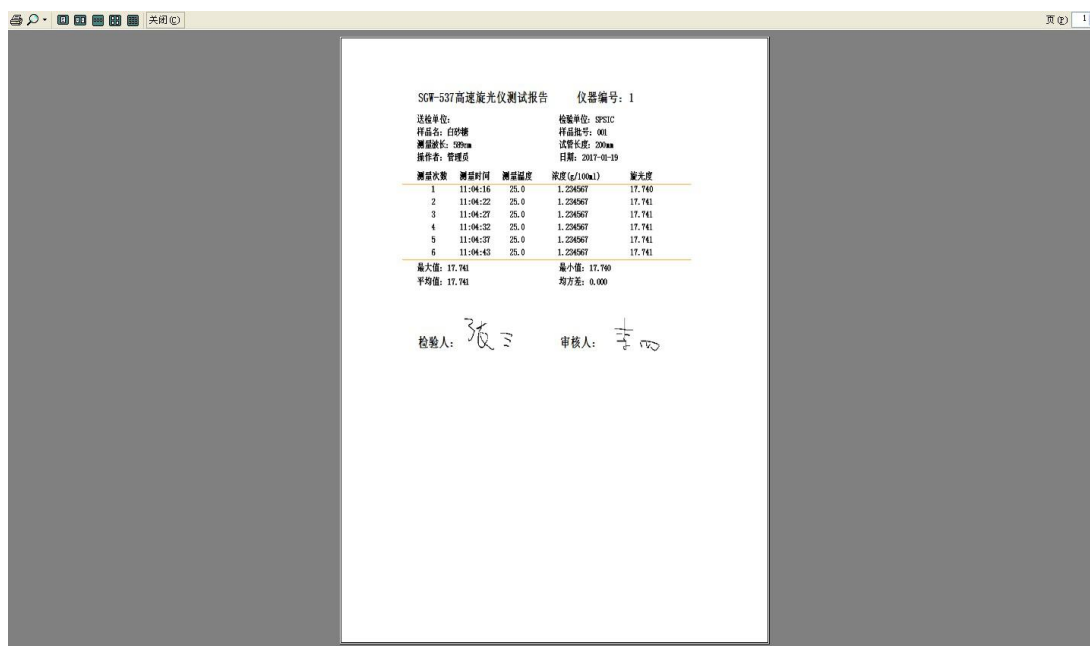 关闭(C) 页(P) 1
SGW-537高速旋光仪测试报告 仪器编号: 1
送检单位: 检验单位: SPSIC
样品名: 白砂糖 样品批号: 001
测量波长: 589nm 试管长度: 200mm
操作者: 管理员 日期: 2017-01-19
测量次数 测量时间 测量温度 浓度(g/100ml) 旋光度
1 11:04:16 25.0 1.234567 17.740
2 11:04:22 25.0 1.234567 17.741
3 11:04:27 25.0 1.234567 17.741
4 11:04:32 25.0 1.234567 17.741
5 11:04:37 25.0 1.234567 17.741
6 11:04:43 25.0 1.234567 17.741
最大值: 17.741 最小值: 17.740
平均值: 17.741 均方差: 0.000
检验人: 张三 审核人: 李四